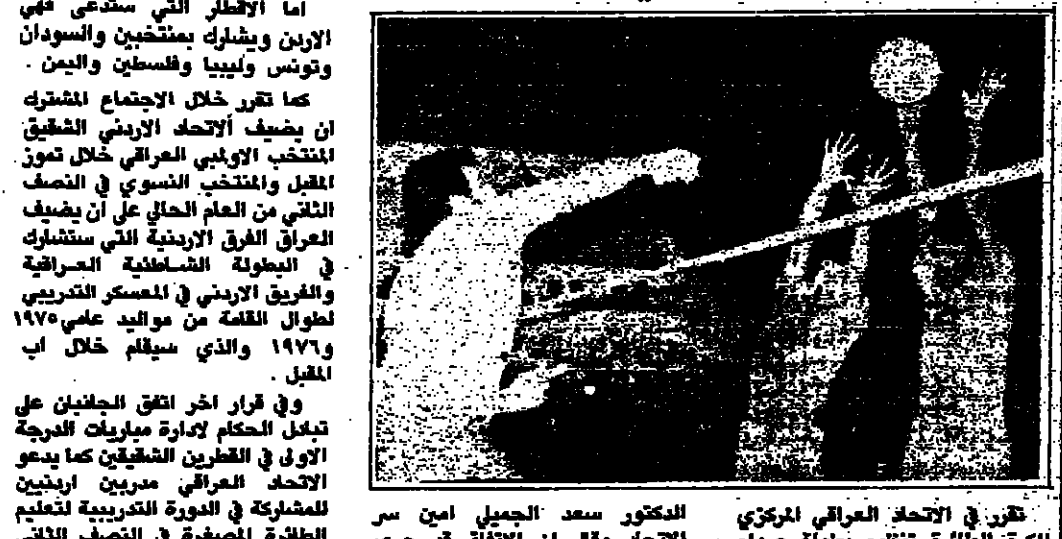 تقرر في الاتحاد العراقي المركزي
الدكتور سعد الجميلي امين سر
اما الاقطار التي ستدعى فهي
الاردن ويشارك بمنتخبين والسودان
وتونس وليبيا وفلسطين واليمن .
كما تقرر خلال الاجتماع المشترك
ان يضيف الاتحاد الاردني الشقيق
المنتخب الاولمبي العراقي خلال تموز
المقبل والمنتخب النسوي في النصف
الثاني من العام الحالي على ان يضيف
العراق الفرق الاردنية التي ستشارك
في البطولة الشاطئية العراقية
والفريق الاردني في المعسكر التدريبي
لطوال القامة من مواليد عامي ١٩٧٥
و١٩٧٦ والذي سيقام خلال اب
المقبل .
وفي قرار اخر اتفق الجانبان على
تبادل الحكام لادارة مباريات الدرجة
الاولى في القطرين الشقيقين كما يدعو
الاتحاد العراقي مدربين اردنيين
للمشاركة في الدورة التدريبية لتعليم
الطائرة المصغرة في النصف الثاني